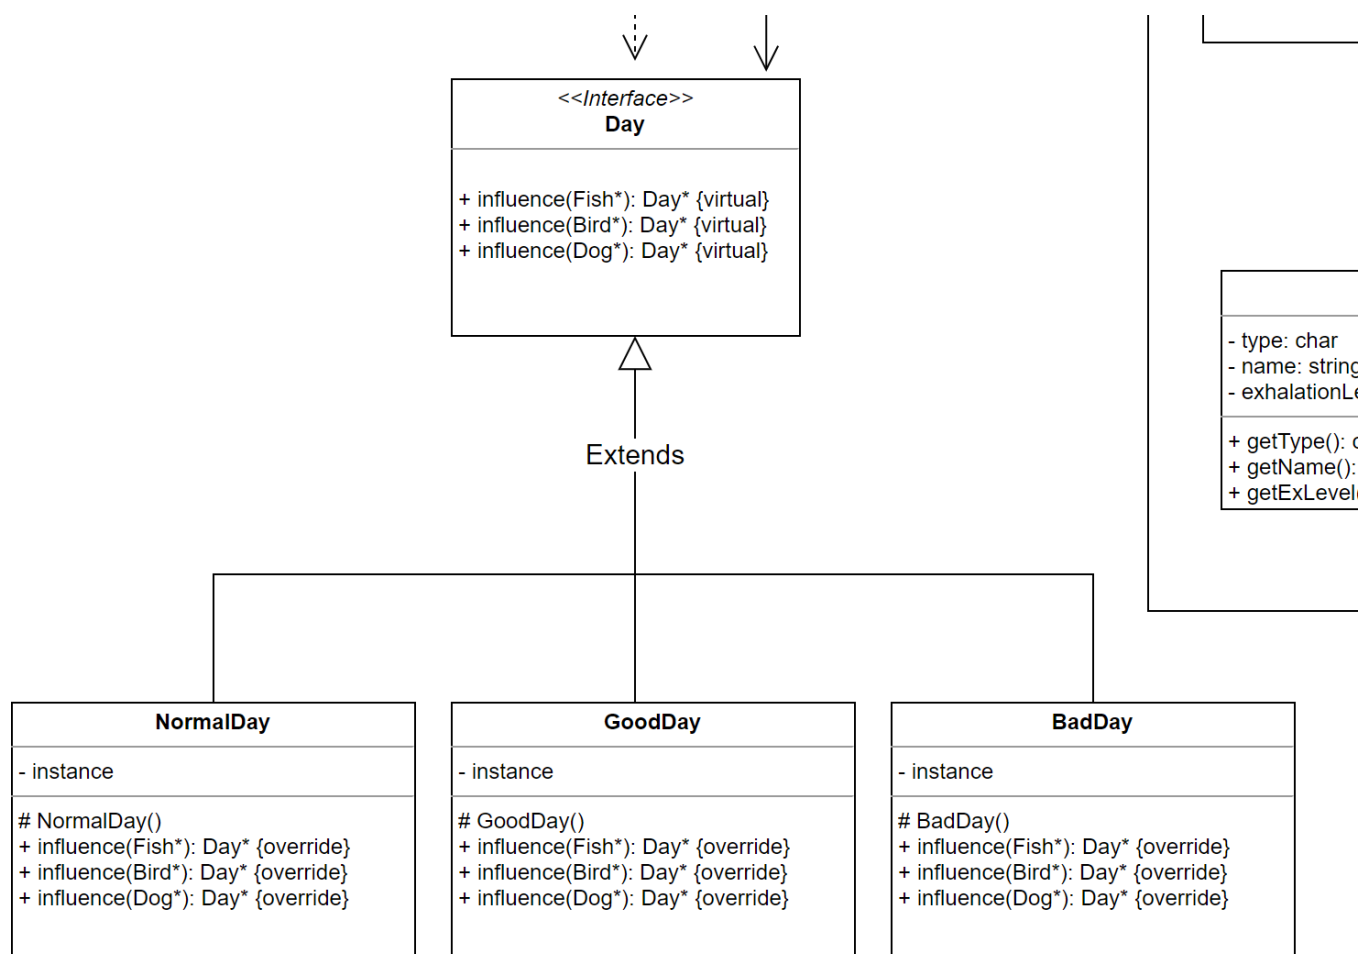 <<Interface>>
Day
+ influence(Fish*): Day* {virtual}
+ influence(Bird*): Day* {virtual}
+ influence(Dog*): Day* {virtual}
- type: char
- name: string
+ getType():
+ getName():
Extends
NormalDay
- instance
# NormalDay()
+ influence(Fish*): Day* {override}
+ influence(Bird*): Day* {override}
+ influence(Dog*): Day* {override}
GoodDay
- instance
# GoodDay()
+ influence(Fish*): Day* {override}
+ influence(Bird*): Day* {override}
+ influence(Dog*): Day* {override}
BadDay
- instance
# BadDay()
+ influence(Fish*): Day* {override}
+ influence(Bird*): Day* {override}
+ influence(Dog*): Day* {override}